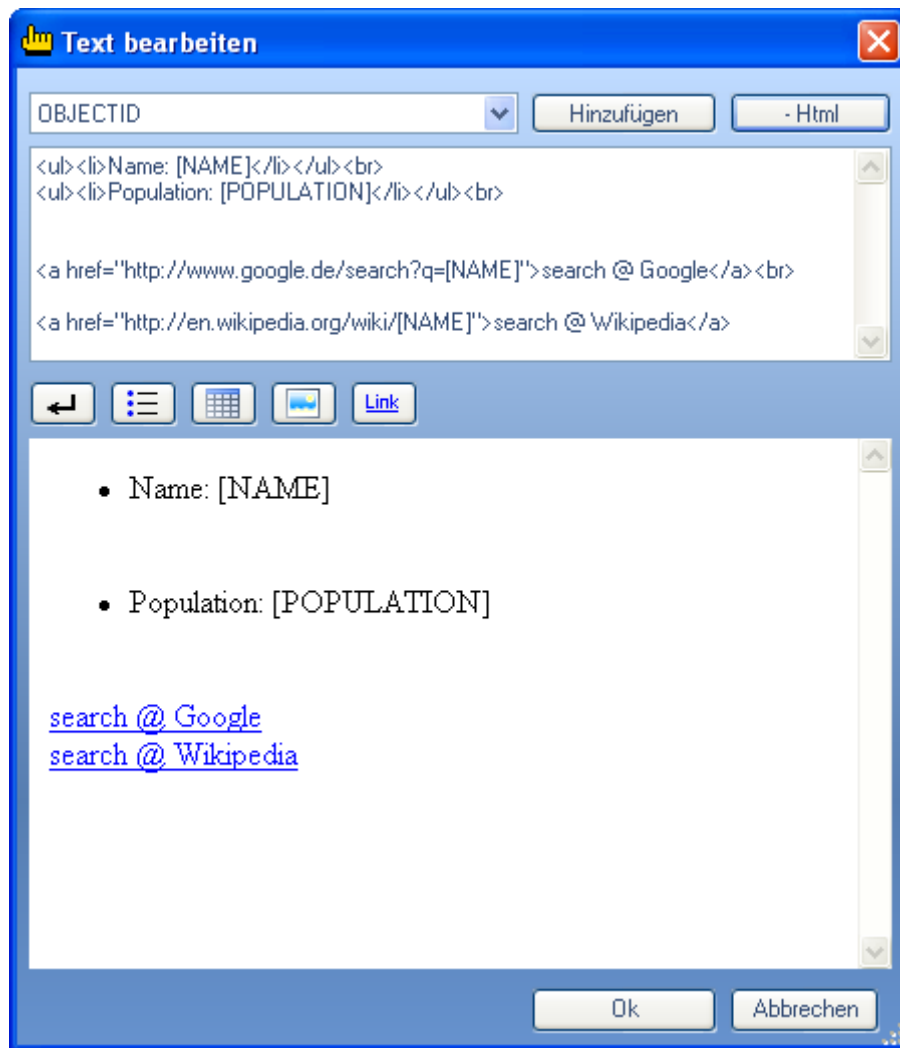 Text bearbeiten
OBJECTID
Hinzufügen
- Html
<ul><li>Name: [NAME]</li></ul><br>
<ul><li>Population: [POPULATION]</li></ul><br>
<a href="http://www.google.de/search?q=[NAME]">search @ Google</a><br>
<a href="http://en.wikipedia.org/wiki/[NAME]">search @ Wikipedia</a>
Link
• Name: [NAME]
• Population: [POPULATION]
search @ Google
search @ Wikipedia
Ok
Abbrechen